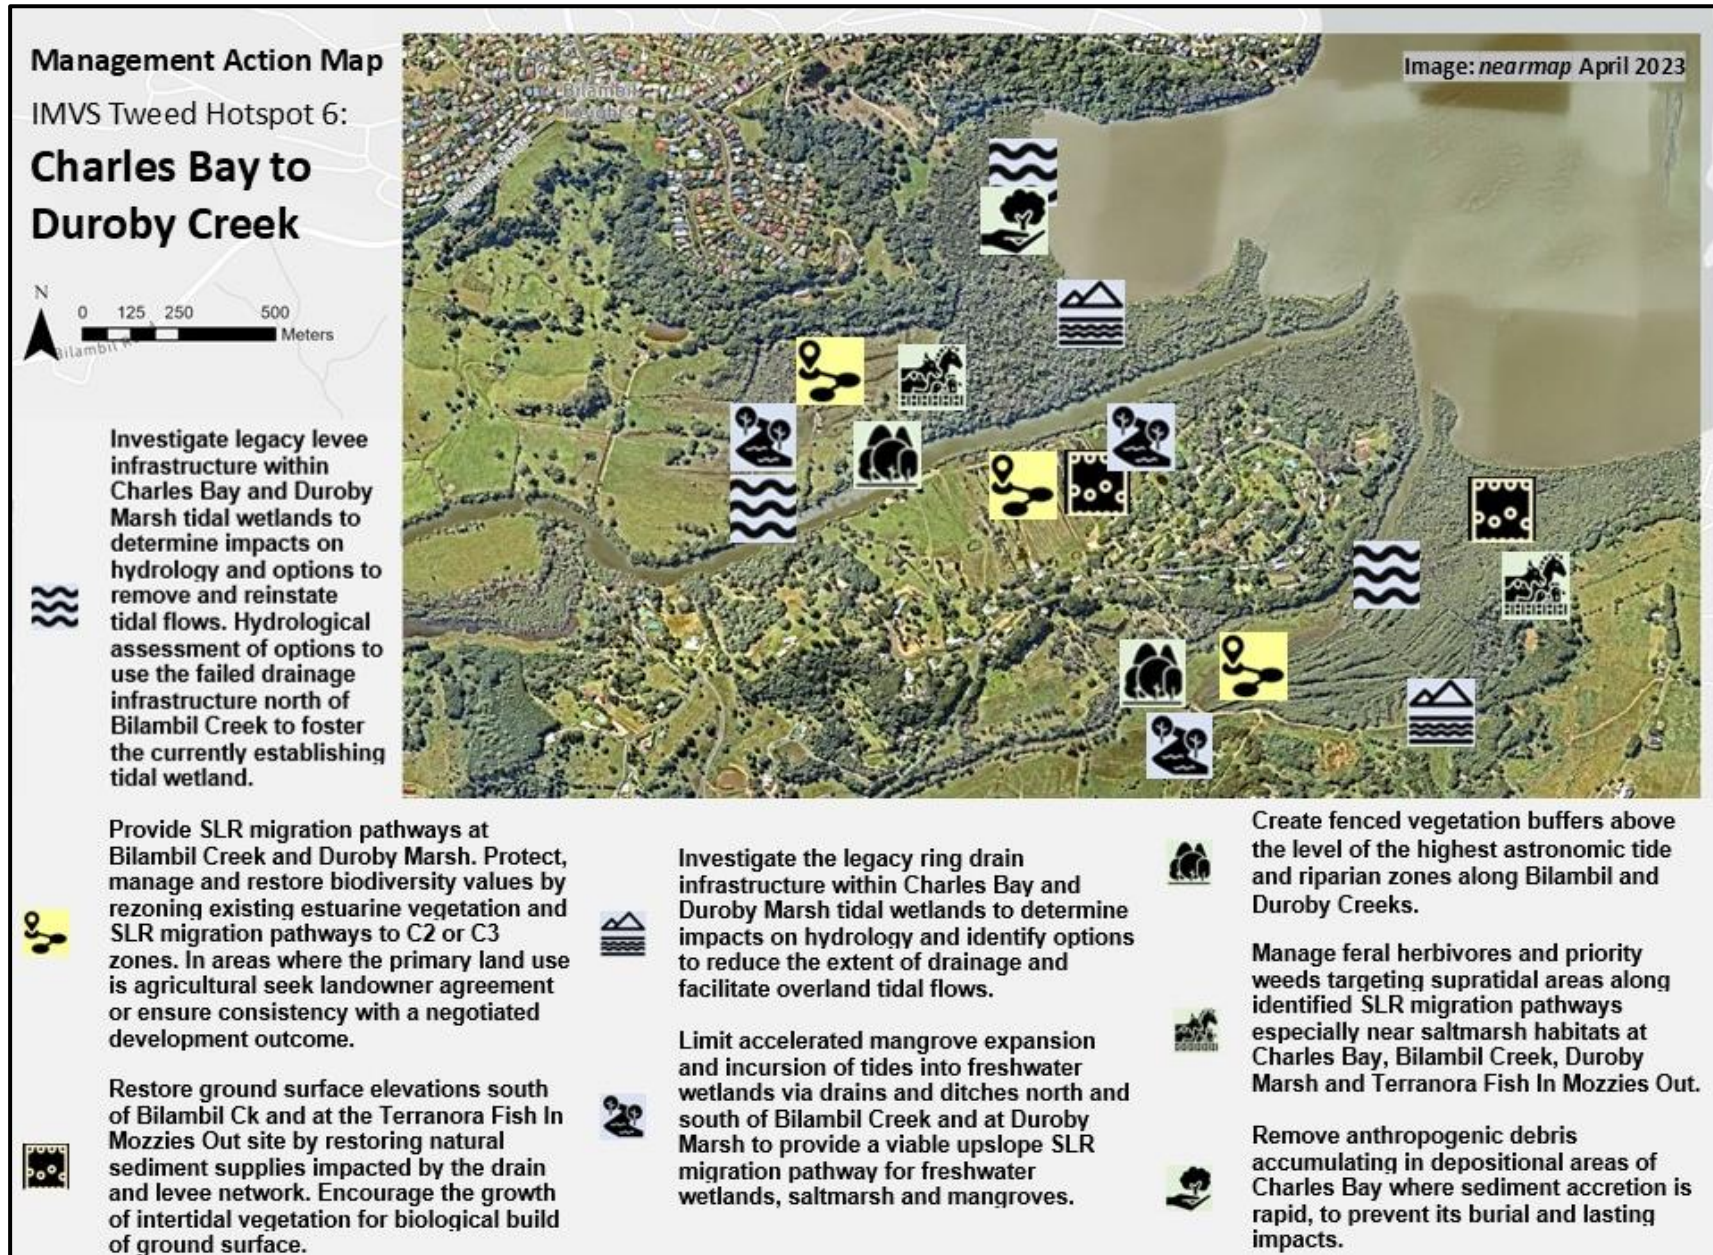 Management Action Map
IMVS Tweed Hotspot 6:
Charles Bay to
Duroby Creek
N
0 125 250 500
Meters
Image: nearmap April 2023
Bilambil
Heights
Investigate legacy levee
infrastructure within
Charles Bay and Duroby
Marsh tidal wetlands to
determine impacts on
hydrology and options to
remove and reinstate
tidal flows. Hydrological
assessment of options to
use the failed drainage
infrastructure north of
Bilambil Creek to foster
the currently establishing
tidal wetland.
Provide SLR migration pathways at
Bilambil Creek and Duroby Marsh. Protect,
manage and restore biodiversity values by
rezoning existing estuarine vegetation and
SLR migration pathways to C2 or C3
zones. In areas where the primary land use
is agricultural seek landowner agreement
or ensure consistency with a negotiated
development outcome.
Restore ground surface elevations south
of Bilambil Ck and at the Terranora Fish In
Mozzies Out site by restoring natural
sediment supplies impacted by the drain
and levee network. Encourage the growth
of intertidal vegetation for biological build
of ground surface.
Investigate the legacy ring drain
infrastructure within Charles Bay and
Duroby Marsh tidal wetlands to determine
impacts on hydrology and identify options
to reduce the extent of drainage and
facilitate overland tidal flows.
Limit accelerated mangrove expansion
and incursion of tides into freshwater
wetlands via drains and ditches north and
south of Bilambil Creek and at Duroby
Marsh to provide a viable upslope SLR
migration pathway for freshwater
wetlands, saltmarsh and mangroves.
Create fenced vegetation buffers above
the level of the highest astronomic tide
and riparian zones along Bilambil and
Duroby Creeks.
Manage feral herbivores and priority
weeds targeting supratidal areas along
identified SLR migration pathways
especially near saltmarsh habitats at
Charles Bay, Bilambil Creek, Duroby
Marsh and Terranora Fish In Mozzies Out.
Remove anthropogenic debris
accumulating in depositional areas of
Charles Bay where sediment accretion is
rapid, to prevent its burial and lasting
impacts.